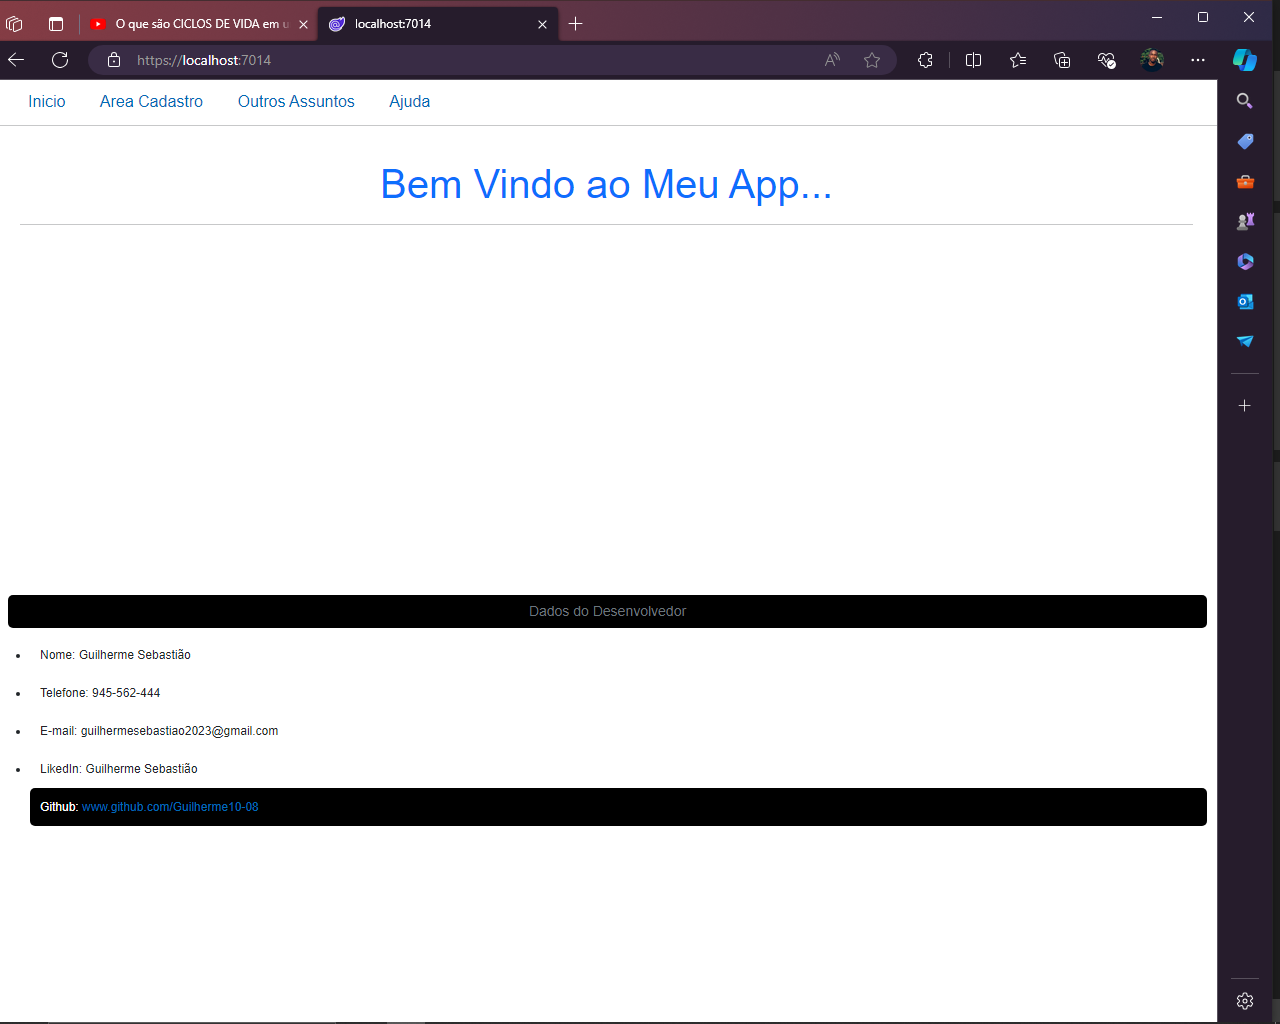 O que são CICLOS DE VIDA em u
localhost:7014
https://localhost:7014
Inicio Area Cadastro Outros Assuntos Ajuda
Bem Vindo ao Meu App...
Dados do Desenvolvedor
Nome: Guilherme Sebastião
Telefone: 945-562-444
E-mail: guilhermesebastiao2023@gmail.com
LikedIn: Guilherme Sebastião
Github: www.github.com/Guilherme10-08